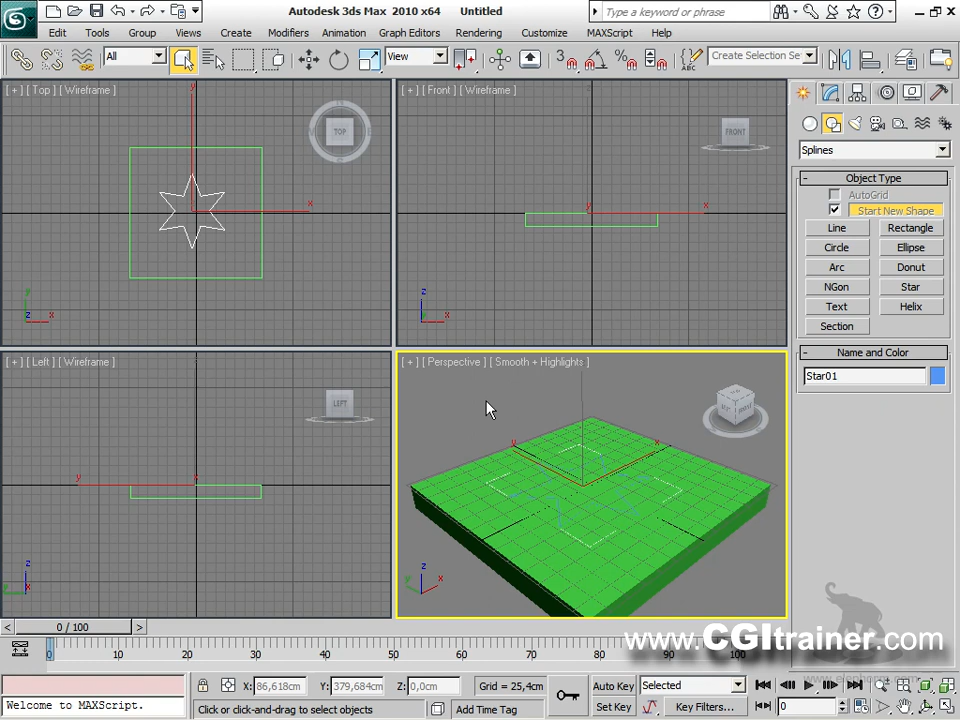 Autodesk 3ds Max 2010 x64 Untitled
Type a keyword or phrase
Edit Tools Group Views Create Modifiers Animation Graph Editors Rendering Customize MAXScript Help
All View 3 Create Selection Se
[ + ] [ Top ] [ Wireframe ]
[ + ] [ Front ] [ Wireframe ]
TOP
FRONT
y
x
y
x
y
z x
z
x
Splines
- Object Type
AutoGrid
Start New Shape
Line Rectangle
Circle Ellipse
Arc Donut
NGon Star
Text Helix
Section
- Name and Color
Star01
[ + ] [ Left ] [ Wireframe ]
[ + ] [ Perspective ] [ Smooth + Highlights ]
LEFT
y
x
z
y x
y
x
z
y x
< 0 / 100 >
0 10 20 30 40 50 60 70 80 90 100
www.CGItrainer.com
X: 86,618cm Y: 379,684cm Z: 0,0cm Grid = 25,4cm Auto Key Selected
Welcome to MAXScript. Click or click-and-drag to select objects Add Time Tag Set Key Key Filters... 0